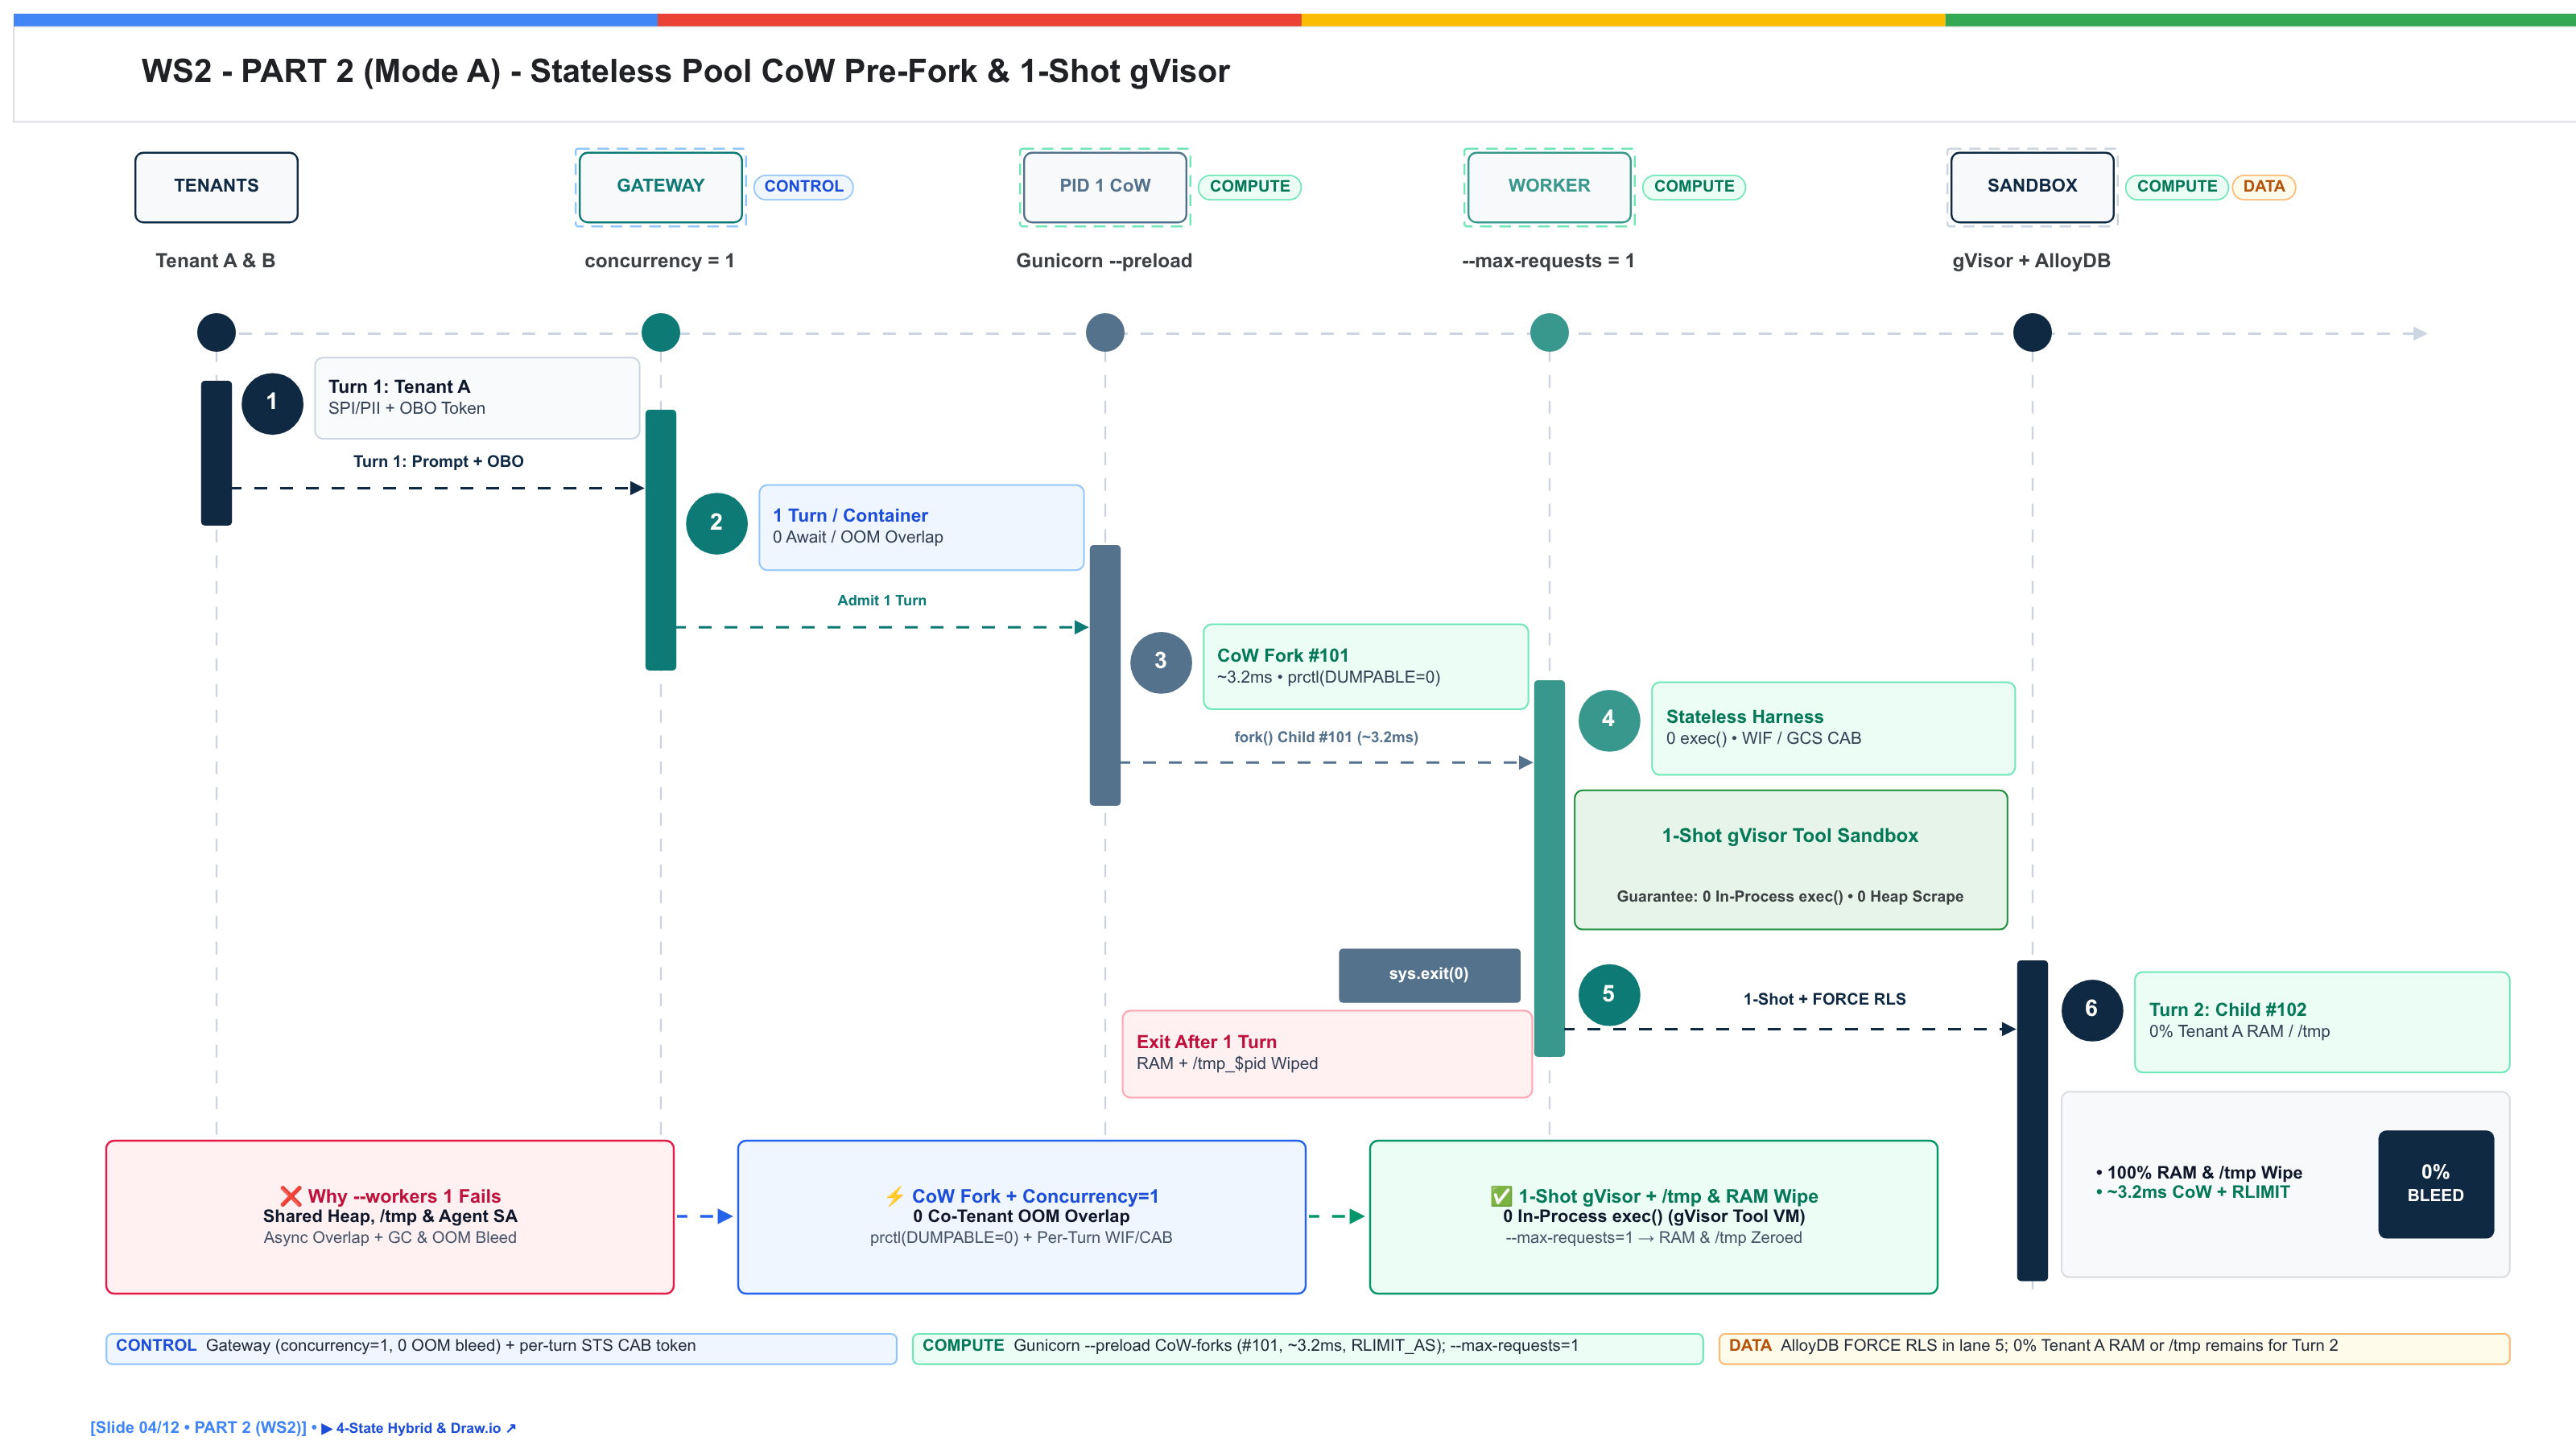 WS2 - PART 2 (Mode A) - Stateless Pool CoW Pre-Fork & 1-Shot gVisor
TENANTS
GATEWAY
CONTROL
PID 1 CoW
COMPUTE
WORKER
COMPUTE
SANDBOX
COMPUTE
DATA
Tenant A & B
concurrency = 1
Gunicorn --preload
--max-requests = 1
gVisor + AlloyDB
1
Turn 1: Tenant A
SPI/PII + OBO Token
Turn 1: Prompt + OBO
2
1 Turn / Container
0 Await / OOM Overlap
Admit 1 Turn
3
CoW Fork #101
~3.2ms • prctl(DUMPABLE=0)
fork() Child #101 (~3.2ms)
4
Stateless Harness
0 exec() • WIF / GCS CAB
1-Shot gVisor Tool Sandbox
Guarantee: 0 In-Process exec() • 0 Heap Scrape
sys.exit(0)
Exit After 1 Turn
RAM + /tmp_$pid Wiped
5
1-Shot + FORCE RLS
6
Turn 2: Child #102
0% Tenant A RAM / /tmp
• 100% RAM & /tmp Wipe
• ~3.2ms CoW + RLIMIT
0%
BLEED
❌ Why --workers 1 Fails
Shared Heap, /tmp & Agent SA
Async Overlap + GC & OOM Bleed
⚡ CoW Fork + Concurrency=1
0 Co-Tenant OOM Overlap
prctl(DUMPABLE=0) + Per-Turn WIF/CAB
✅ 1-Shot gVisor + /tmp & RAM Wipe
0 In-Process exec() (gVisor Tool VM)
--max-requests=1 → RAM & /tmp Zeroed
CONTROL Gateway (concurrency=1, 0 OOM bleed) + per-turn STS CAB token
COMPUTE Gunicorn --preload CoW-forks (#101, ~3.2ms, RLIMIT_AS); --max-requests=1
DATA AlloyDB FORCE RLS in lane 5; 0% Tenant A RAM or /tmp remains for Turn 2
[Slide 04/12 • PART 2 (WS2)] • ▶ 4-State Hybrid & Draw.io ↗